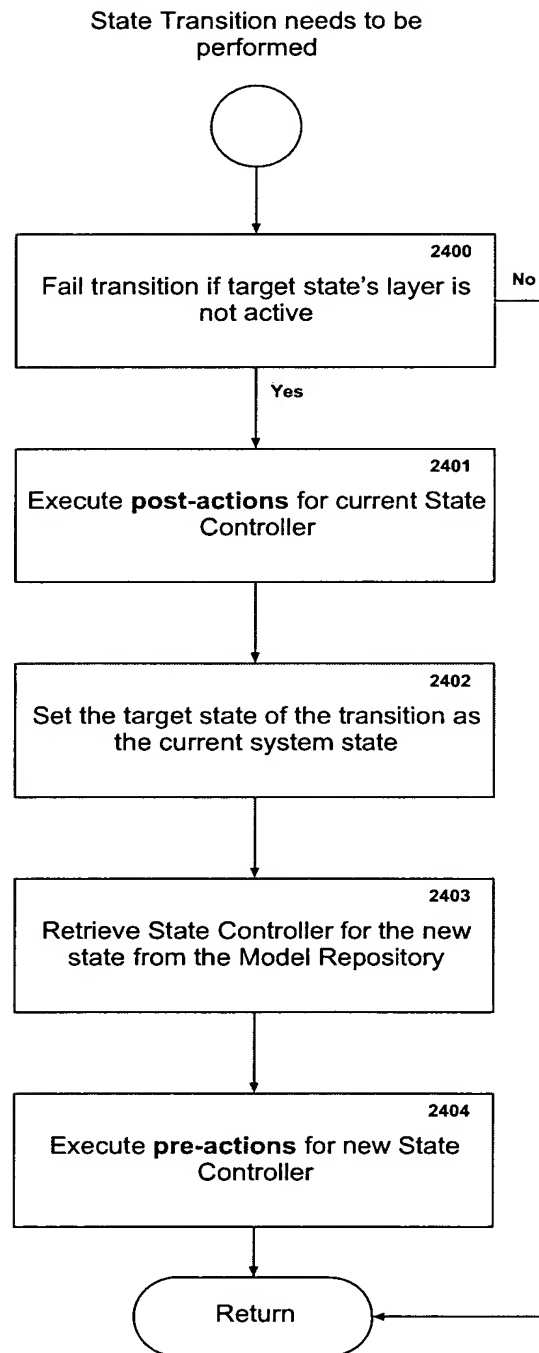 State Transition needs to be
performed
2400
Fail transition if target state's layer is
not active
No
Yes
2401
Execute post-actions for current State
Controller
2402
Set the target state of the transition as
the current system state
2403
Retrieve State Controller for the new
state from the Model Repository
2404
Execute pre-actions for new State
Controller
Return